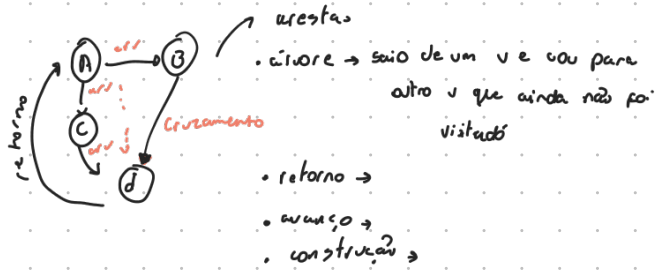 arestas
A
arv
B
• árvore → saio de um v e vou para
outro v que ainda não foi
visitado
arv
C
arv
cruzamento
retorno
d
• retorno →
• avanço →
• construção →